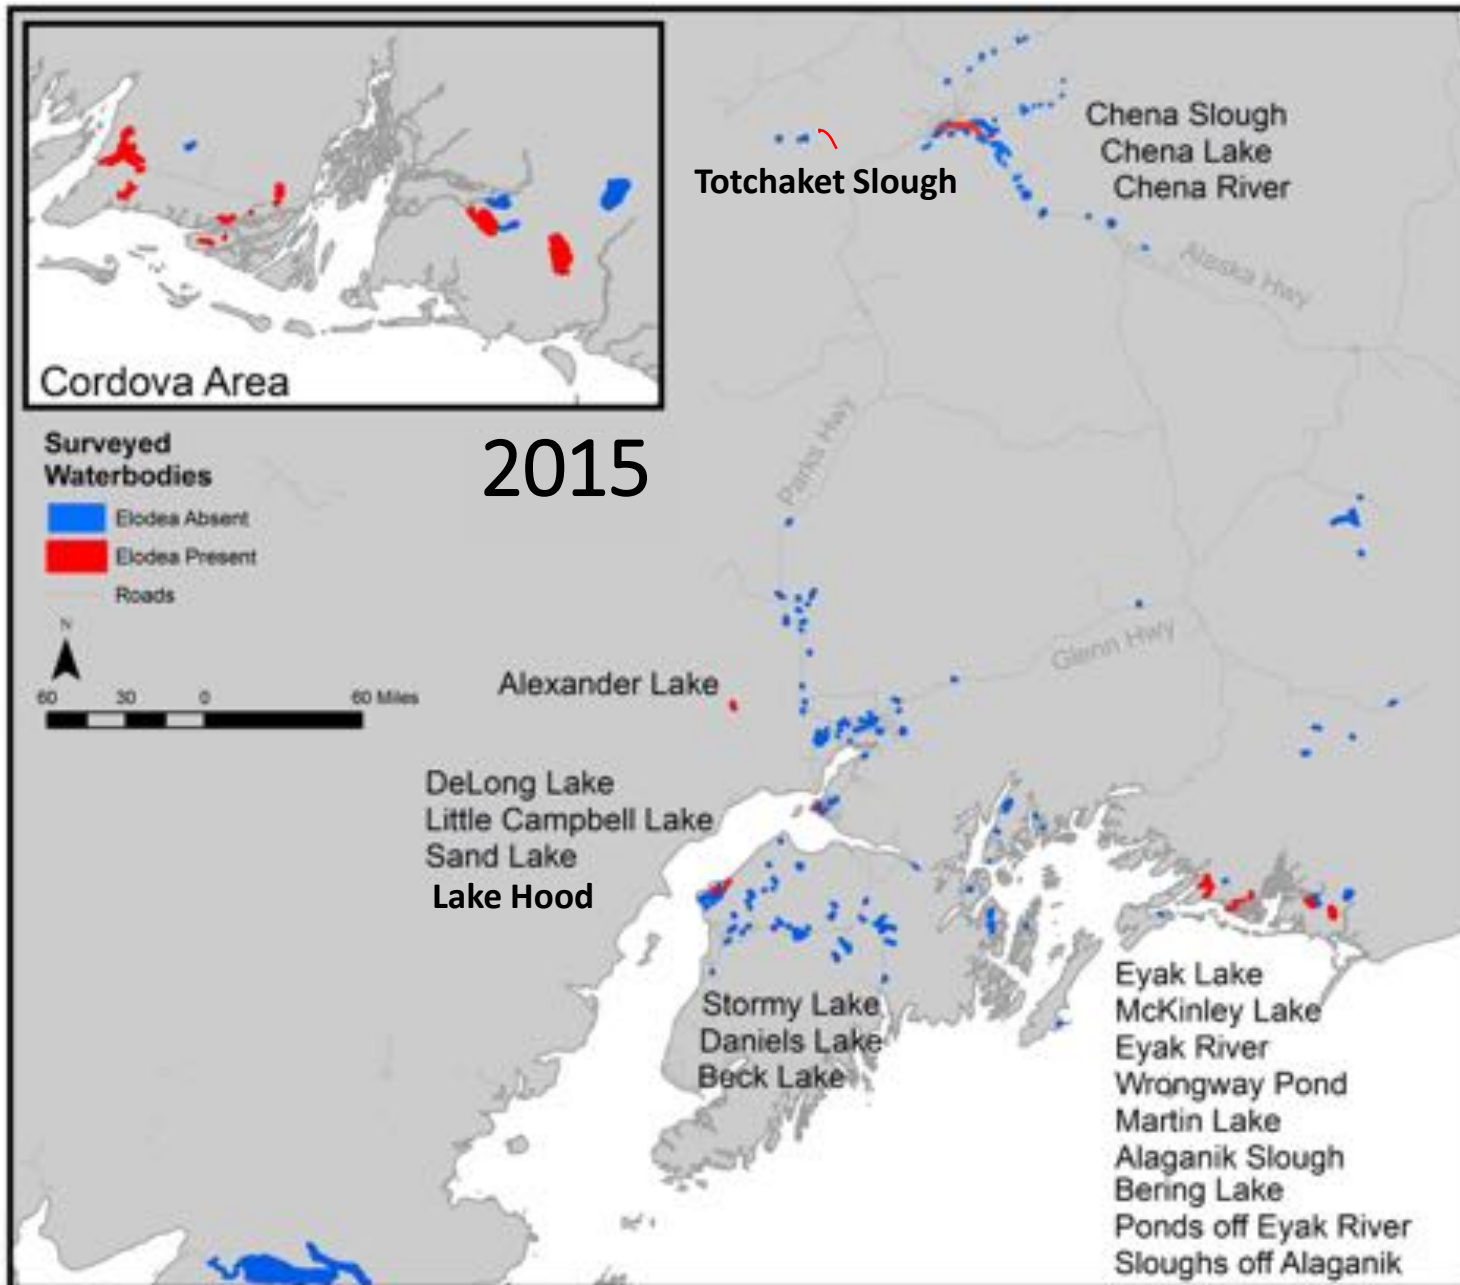 Cordova Area
2015
Surveyed
Waterbodies
Elodea Absent
Elodea Present
Roads
N
60 30 0 60 Miles
Totchaket Slough
Chena Slough
Chena Lake
Chena River
Alaska Hwy
Parks Hwy
Glenn Hwy
Alexander Lake
DeLong Lake
Little Campbell Lake
Sand Lake
Lake Hood
Stormy Lake
Daniels Lake
Beck Lake
Eyak Lake
McKinley Lake
Eyak River
Wrongway Pond
Martin Lake
Alaganik Slough
Bering Lake
Ponds off Eyak River
Sloughs off Alaganik